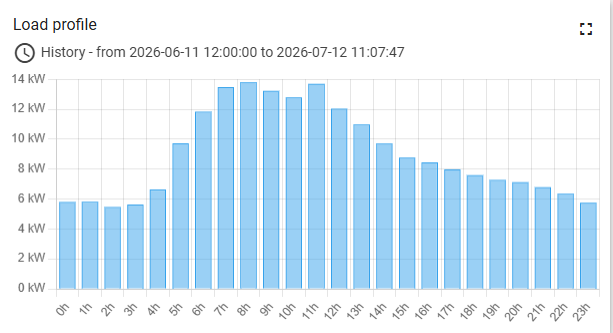 Load profile
History - from 2026-06-11 12:00:00 to 2026-07-12 11:07:47
14 kW
12 kW
10 kW
8 kW
6 kW
4 kW
2 kW
0 kW
0h 1h 2h 3h 4h 5h 6h 7h 8h 9h 10h 11h 12h 13h 14h 15h 16h 17h 18h 19h 20h 21h 22h 23h